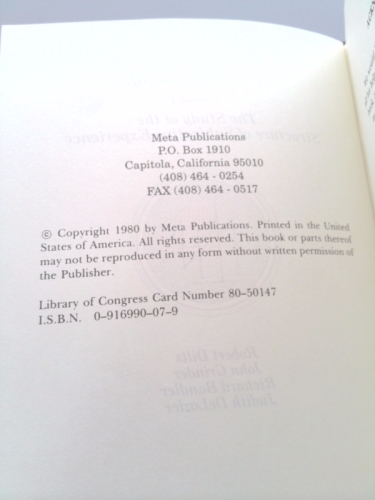 Meta Publications
P.O. Box 1910
Capitola, California 95010
(408) 464 - 0254
FAX (408) 464 - 0517
© Copyright 1980 by Meta Publications. Printed in the United
States of America. All rights reserved. This book or parts thereof
may not be reproduced in any form without written permission of
the Publisher.
Library of Congress Card Number 80-50147
I.S.B.N. 0-916990-07-9